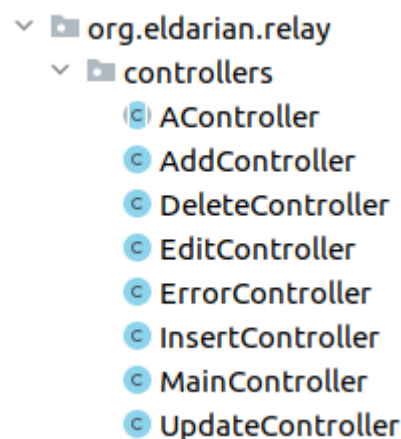 org.eldarian.relay
controllers
C AController
C AddController
C DeleteController
C EditController
C ErrorController
C InsertController
C MainController
C UpdateController